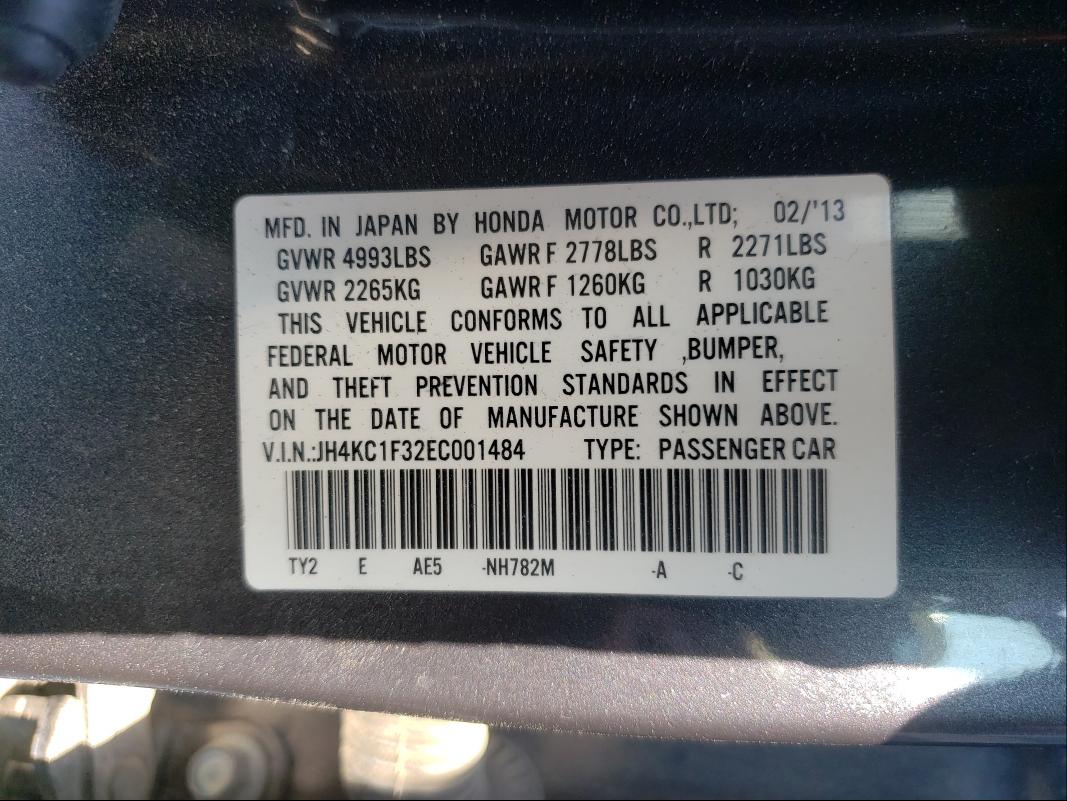 MFD. IN JAPAN BY HONDA MOTOR CO.,LTD; 02/'13
GVWR 4993LBS GAWR F 2778LBS R 2271LBS
GVWR 2265KG GAWR F 1260KG R 1030KG
THIS VEHICLE CONFORMS TO ALL APPLICABLE
FEDERAL MOTOR VEHICLE SAFETY ,BUMPER,
AND THEFT PREVENTION STANDARDS IN EFFECT
ON THE DATE OF MANUFACTURE SHOWN ABOVE.
V.I.N.:JH4KC1F32EC001484 TYPE: PASSENGER CAR
TY2 E AE5 -NH782M -A -C